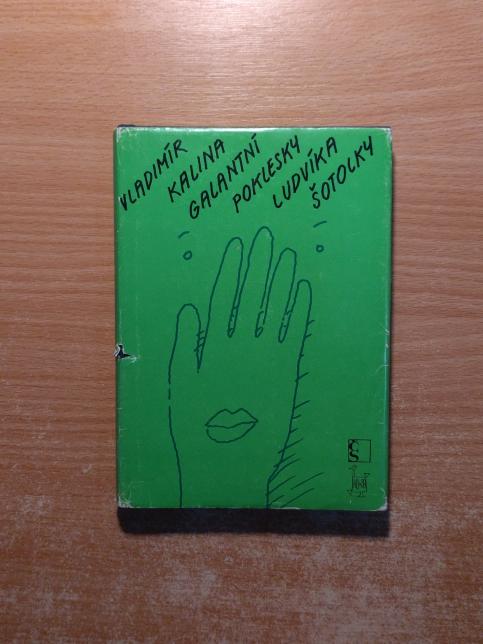 VLADIMÍR
KALINA
GALANTNÍ
POKLESKY
LUDVÍKA
ŠOTOLKY
ČS